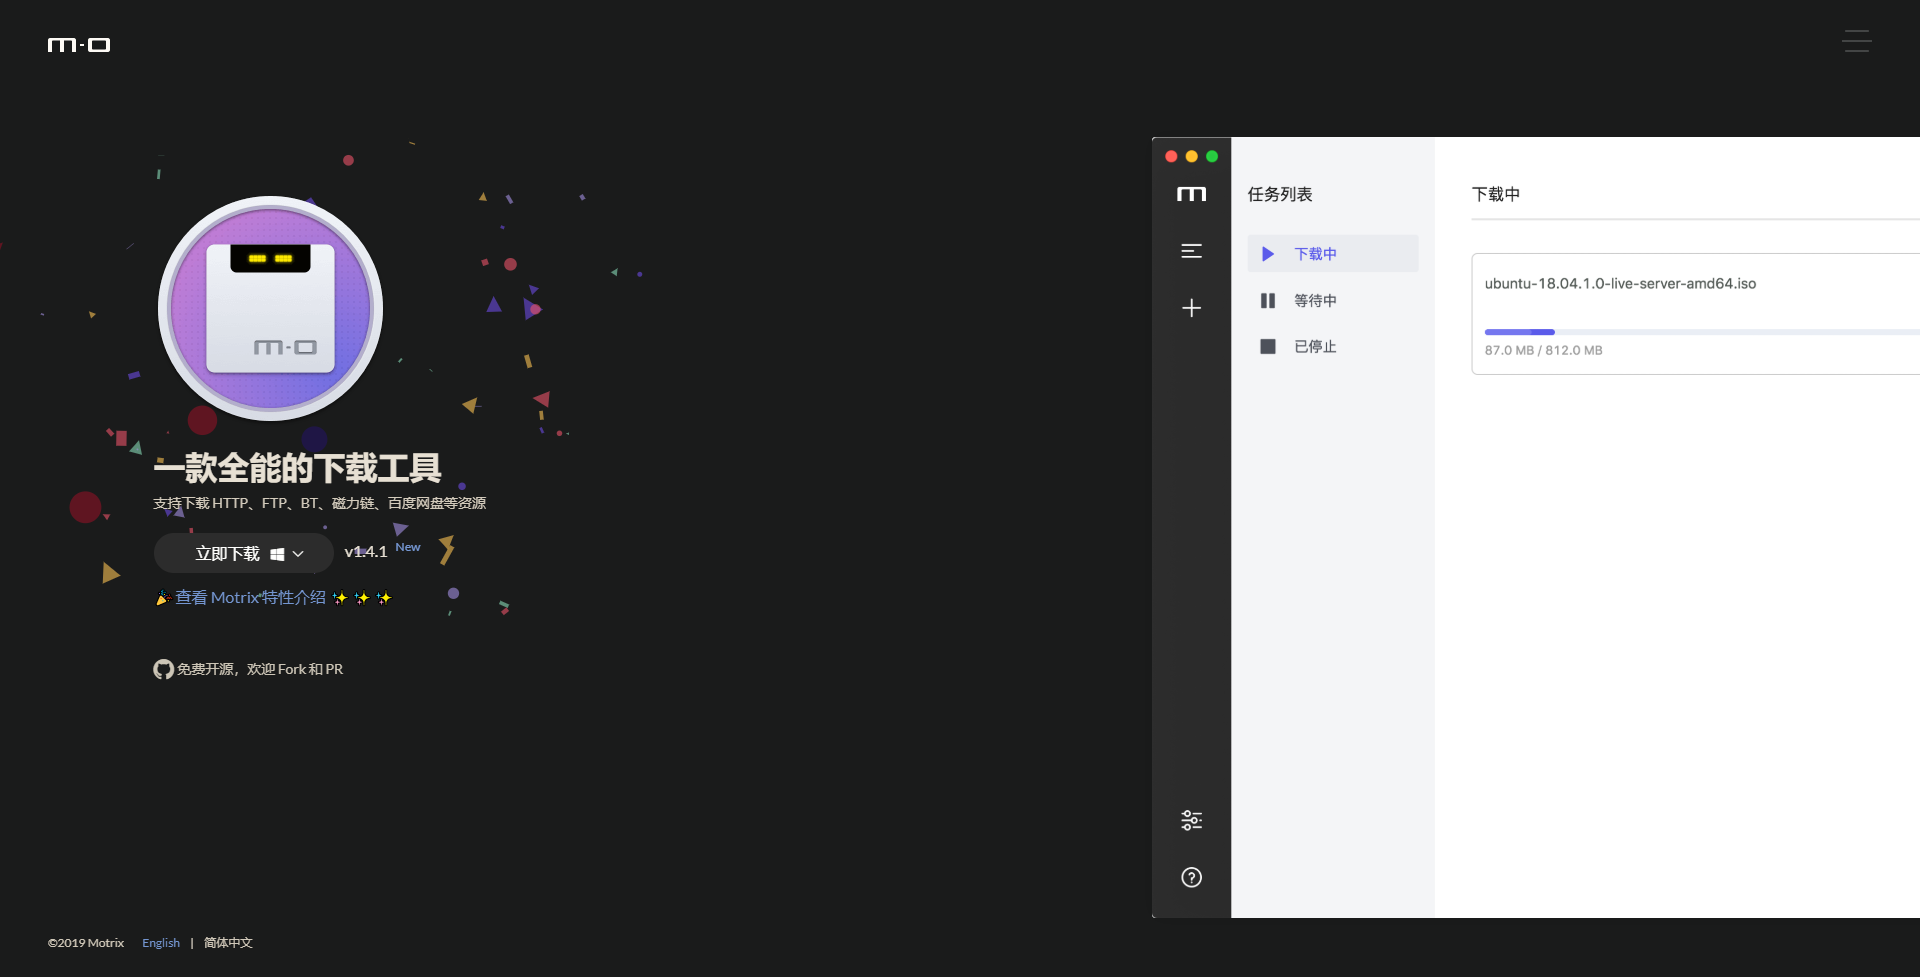 m-o
一款全能的下载工具
支持下载 HTTP、FTP、BT、磁力链、百度网盘等资源
立即下载
v1.4.1 New
查看 Motrix 特性介绍
免费开源，欢迎 Fork 和 PR
©2019 Motrix English | 简体中文
m
任务列表
下载中
等待中
已停止
下载中
ubuntu-18.04.1.0-live-server-amd64.iso
87.0 MB / 812.0 MB
m-o